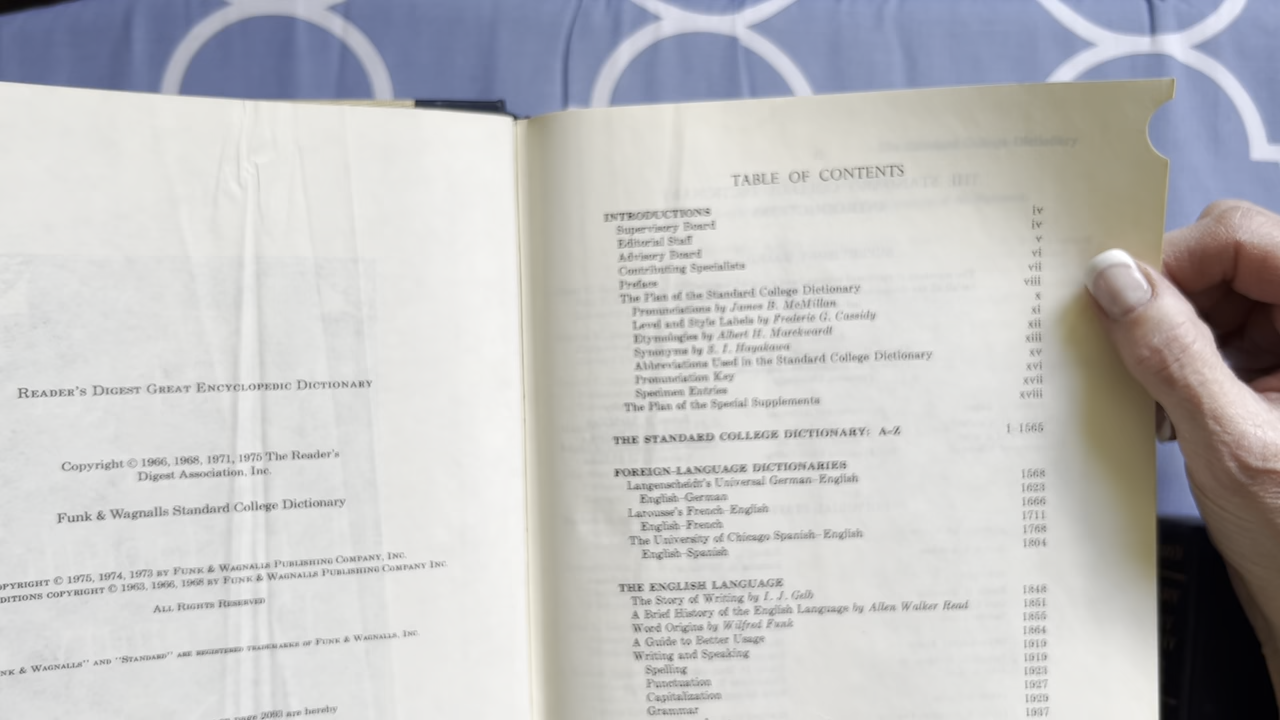 READER'S DIGEST GREAT ENCYCLOPEDIC DICTIONARY
Copyright © 1966, 1968, 1971, 1975 The Reader's
Digest Association, Inc.
Funk & Wagnalls Standard College Dictionary
OPYRIGHT © 1975, 1974, 1973 BY FUNK & WAGNALLS PUBLISHING COMPANY, INC.
DITIONS COPYRIGHT © 1963, 1966, 1968 BY FUNK & WAGNALLS PUBLISHING COMPANY INC.
ALL RIGHTS RESERVED
NK & WAGNALLS" AND "STANDARD" ARE REGISTERED TRADEMARKS OF FUNK & WAGNALLS, INC.
page 2093 are hereby
TABLE OF CONTENTS
INTRODUCTIONS
Supervisory Board iv
Editorial Staff iv
Advisory Board v
Contributing Specialists vi
Preface vii
The Plan of the Standard College Dictionary viii
Pronunciations by James B. McMillan x
Level and Style Labels by Frederic G. Cassidy xi
Etymologies by Albert H. Marckwardt xii
Synonyms by S. I. Hayakawa xiii
Abbreviations Used in the Standard College Dictionary xv
Pronunciation Key xvi
Specimen Entries xvii
The Plan of the Special Supplements xviii
THE STANDARD COLLEGE DICTIONARY: A–Z 1–1565
FOREIGN-LANGUAGE DICTIONARIES
Langenscheidt's Universal German–English 1568
English–German 1623
Larousse's French–English 1666
English–French 1711
The University of Chicago Spanish–English 1768
English–Spanish 1804
THE ENGLISH LANGUAGE
The Story of Writing by I. J. Gelb 1848
A Brief History of the English Language by Allen Walker Read 1851
Word Origins by Wilfred Funk 1855
A Guide to Better Usage 1864
Writing and Speaking 1919
Spelling 1919
Punctuation 1923
Capitalization 1927
Grammar 1929
1937